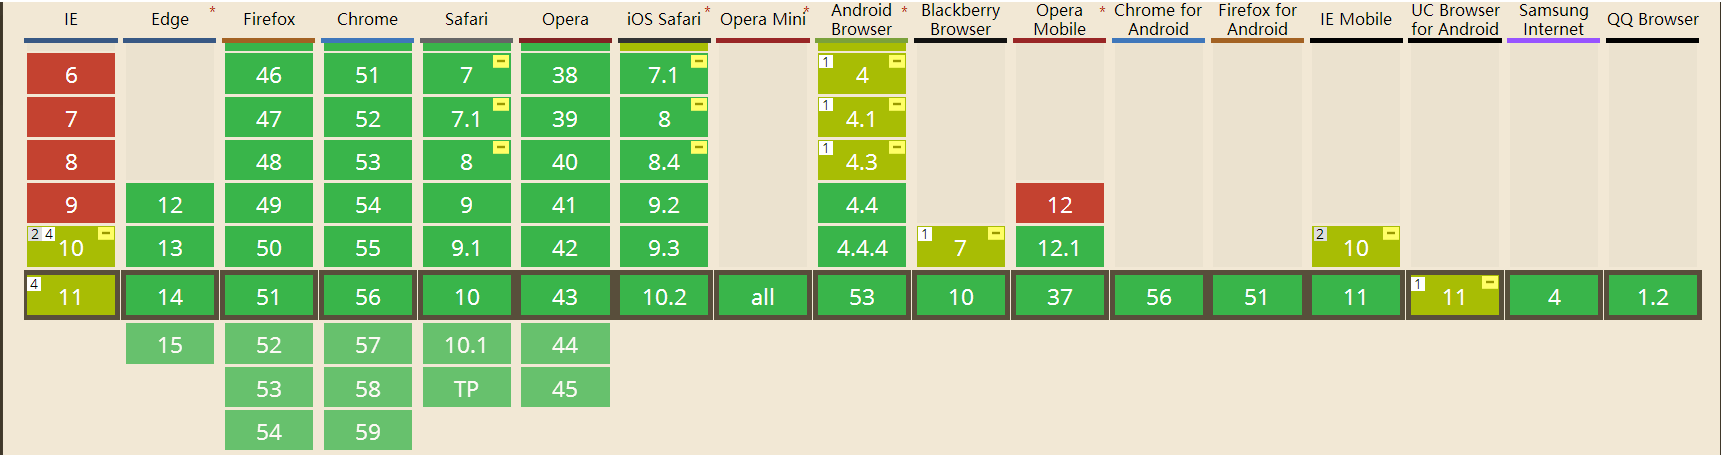 IE Edge * Firefox Chrome Safari Opera iOS Safari * Opera Mini * Android Browser * Blackberry Browser Opera Mobile * Chrome for Android Firefox for Android IE Mobile UC Browser for Android Samsung Internet QQ Browser
6 46 51 7 - 38 7.1 - 1 4 -
7 47 52 7.1 - 39 8 - 1 4.1 -
8 48 53 8 - 40 8.4 - 1 4.3 -
9 12 49 54 9 41 9.2 4.4 12
2 4 10 - 13 50 55 9.1 42 9.3 4.4.4 1 7 - 12.1 2 10 -
4 11 14 51 56 10 43 10.2 all 53 10 37 56 51 11 1 11 - 4 1.2
15 52 57 10.1 44
53 58 TP 45
54 59